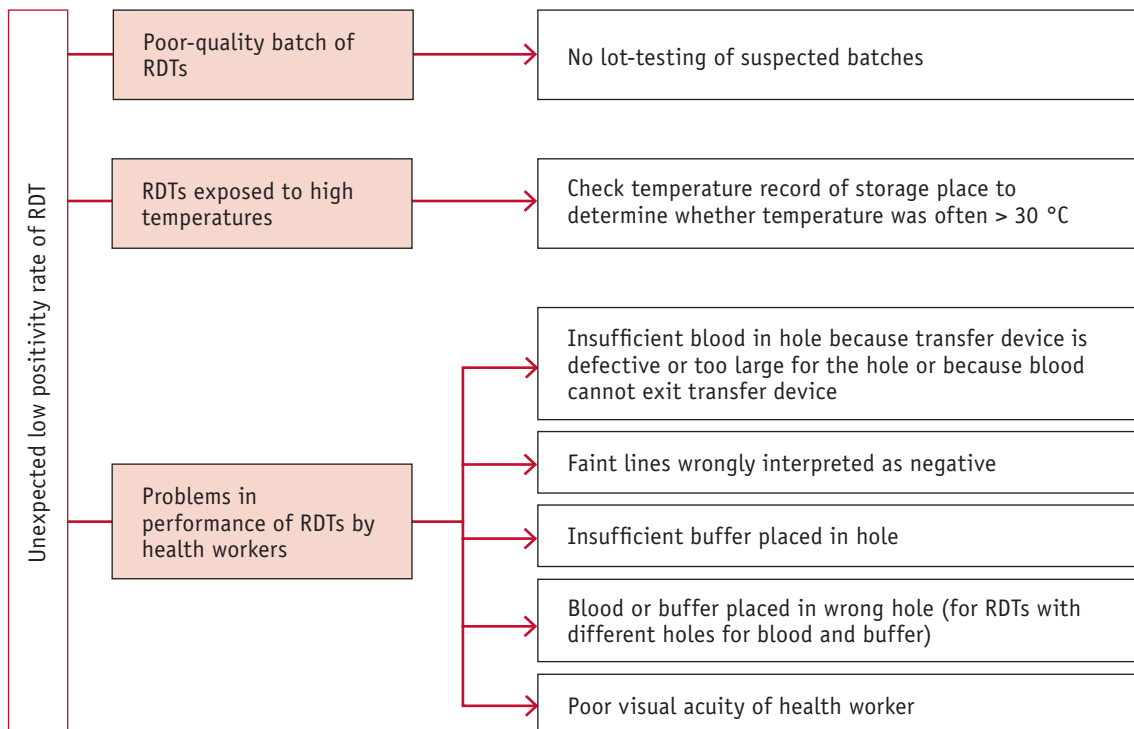 Unexpected low positivity rate of RDT
Poor-quality batch of
RDTs
No lot-testing of suspected batches
RDTs exposed to high
temperatures
Check temperature record of storage place to
determine whether temperature was often > 30 °C
Problems in
performance of RDTs by
health workers
Insufficient blood in hole because transfer device is
defective or too large for the hole or because blood
cannot exit transfer device
Faint lines wrongly interpreted as negative
Insufficient buffer placed in hole
Blood or buffer placed in wrong hole (for RDTs with
different holes for blood and buffer)
Poor visual acuity of health worker